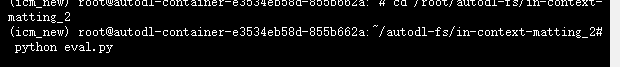 (icm_new) root@autodl-container-e3534eb58d-855b662a:~# cd /root/autodl-fs/in-context-
matting_2
(icm_new) root@autodl-container-e3534eb58d-855b662a:~/autodl-fs/in-context-matting_2#
python eval.py